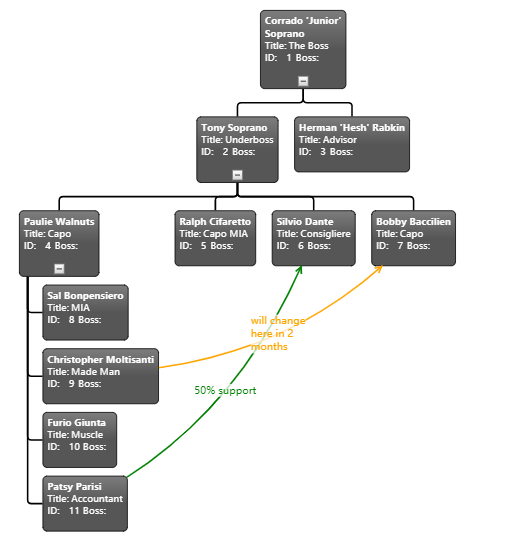 Corrado 'Junior'
Soprano
Title: The Boss
ID: 1 Boss:
Tony Soprano
Title: Underboss
ID: 2 Boss:
Herman 'Hesh' Rabkin
Title: Advisor
ID: 3 Boss:
Paulie Walnuts
Title: Capo
ID: 4 Boss:
Ralph Cifaretto
Title: Capo MIA
ID: 5 Boss:
Silvio Dante
Title: Consigliere
ID: 6 Boss:
Bobby Baccilien
Title: Capo
ID: 7 Boss:
Sal Bonpensiero
Title: MIA
ID: 8 Boss:
will change
here in 2
months
Christopher Moltisanti
Title: Made Man
ID: 9 Boss:
50% support
Furio Giunta
Title: Muscle
ID: 10 Boss:
Patsy Parisi
Title: Accountant
ID: 11 Boss: